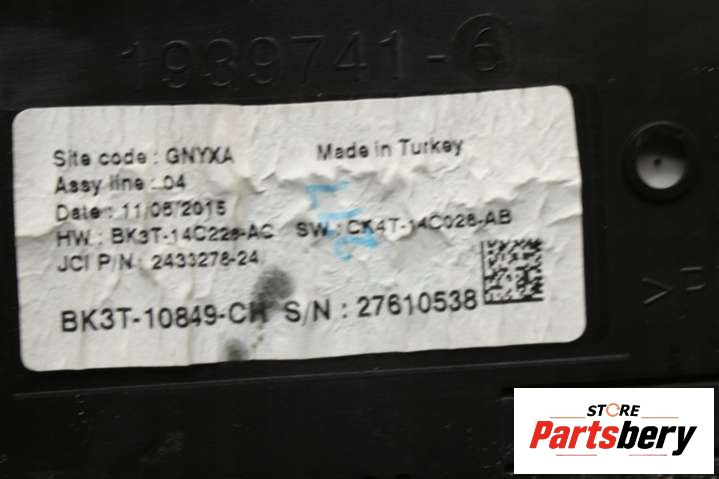 1939741-6
Site code : GNYXA Made in Turkey
Assy line : 04
Date : 11/06/2015
HW : BK3T-14C228-AC SW : CK4T-14C026-AB
JCI P/N : 2433278-24
BK3T-10849-CH S/N : 27610538
STORE
Partsbery